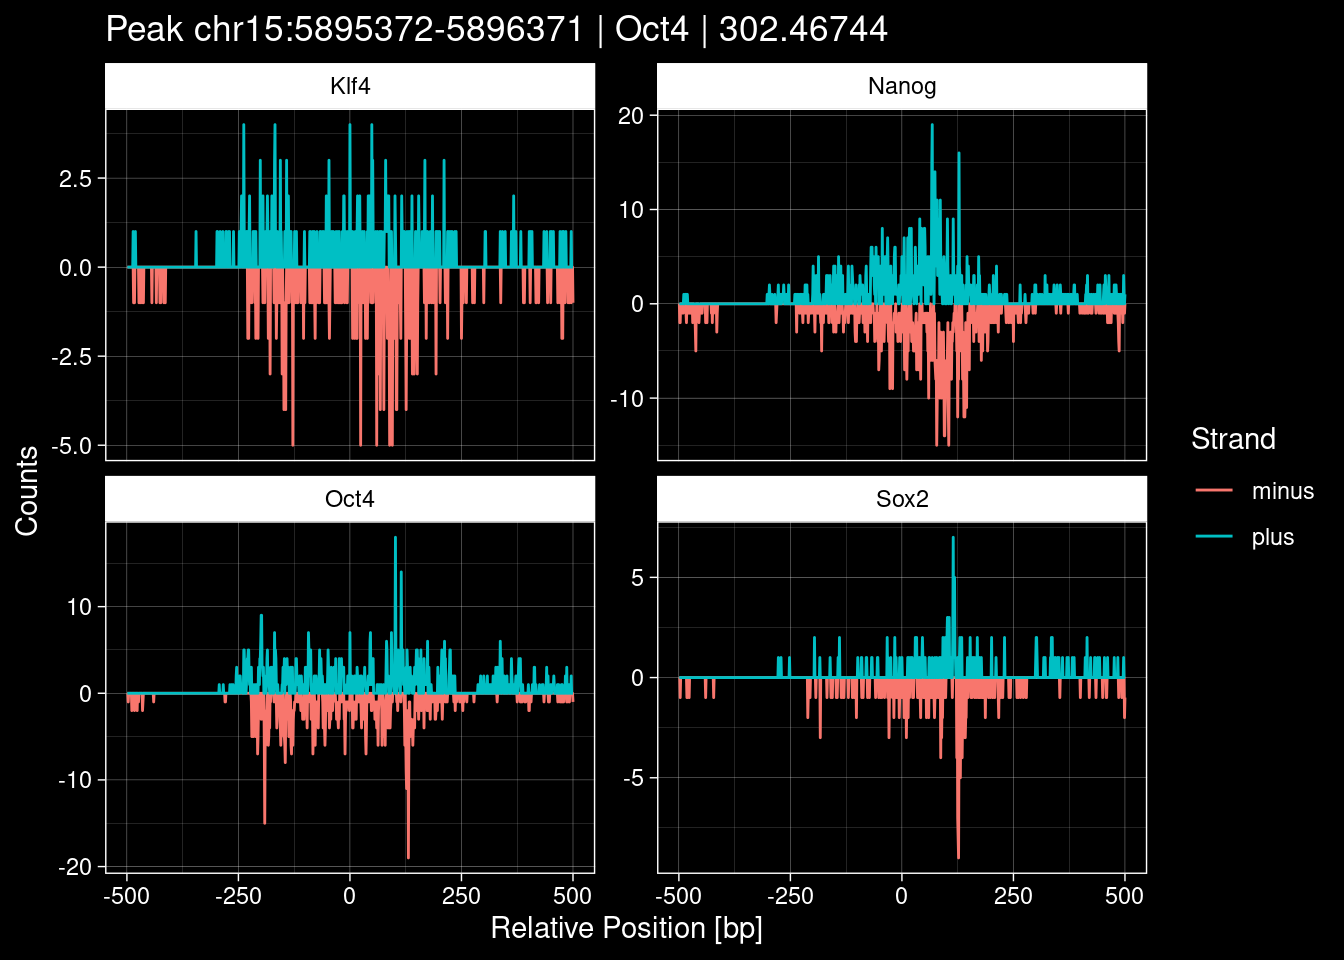 Peak chr15:5895372-5896371 | Oct4 | 302.46744
Klf4
Nanog
2.5
0.0
-2.5
-5.0
20
10
0
-10
Counts
Oct4
Sox2
10
0
-10
-20
5
0
-5
-500 -250 0 250 500
-500 -250 0 250 500
Relative Position [bp]
Strand
minus
plus